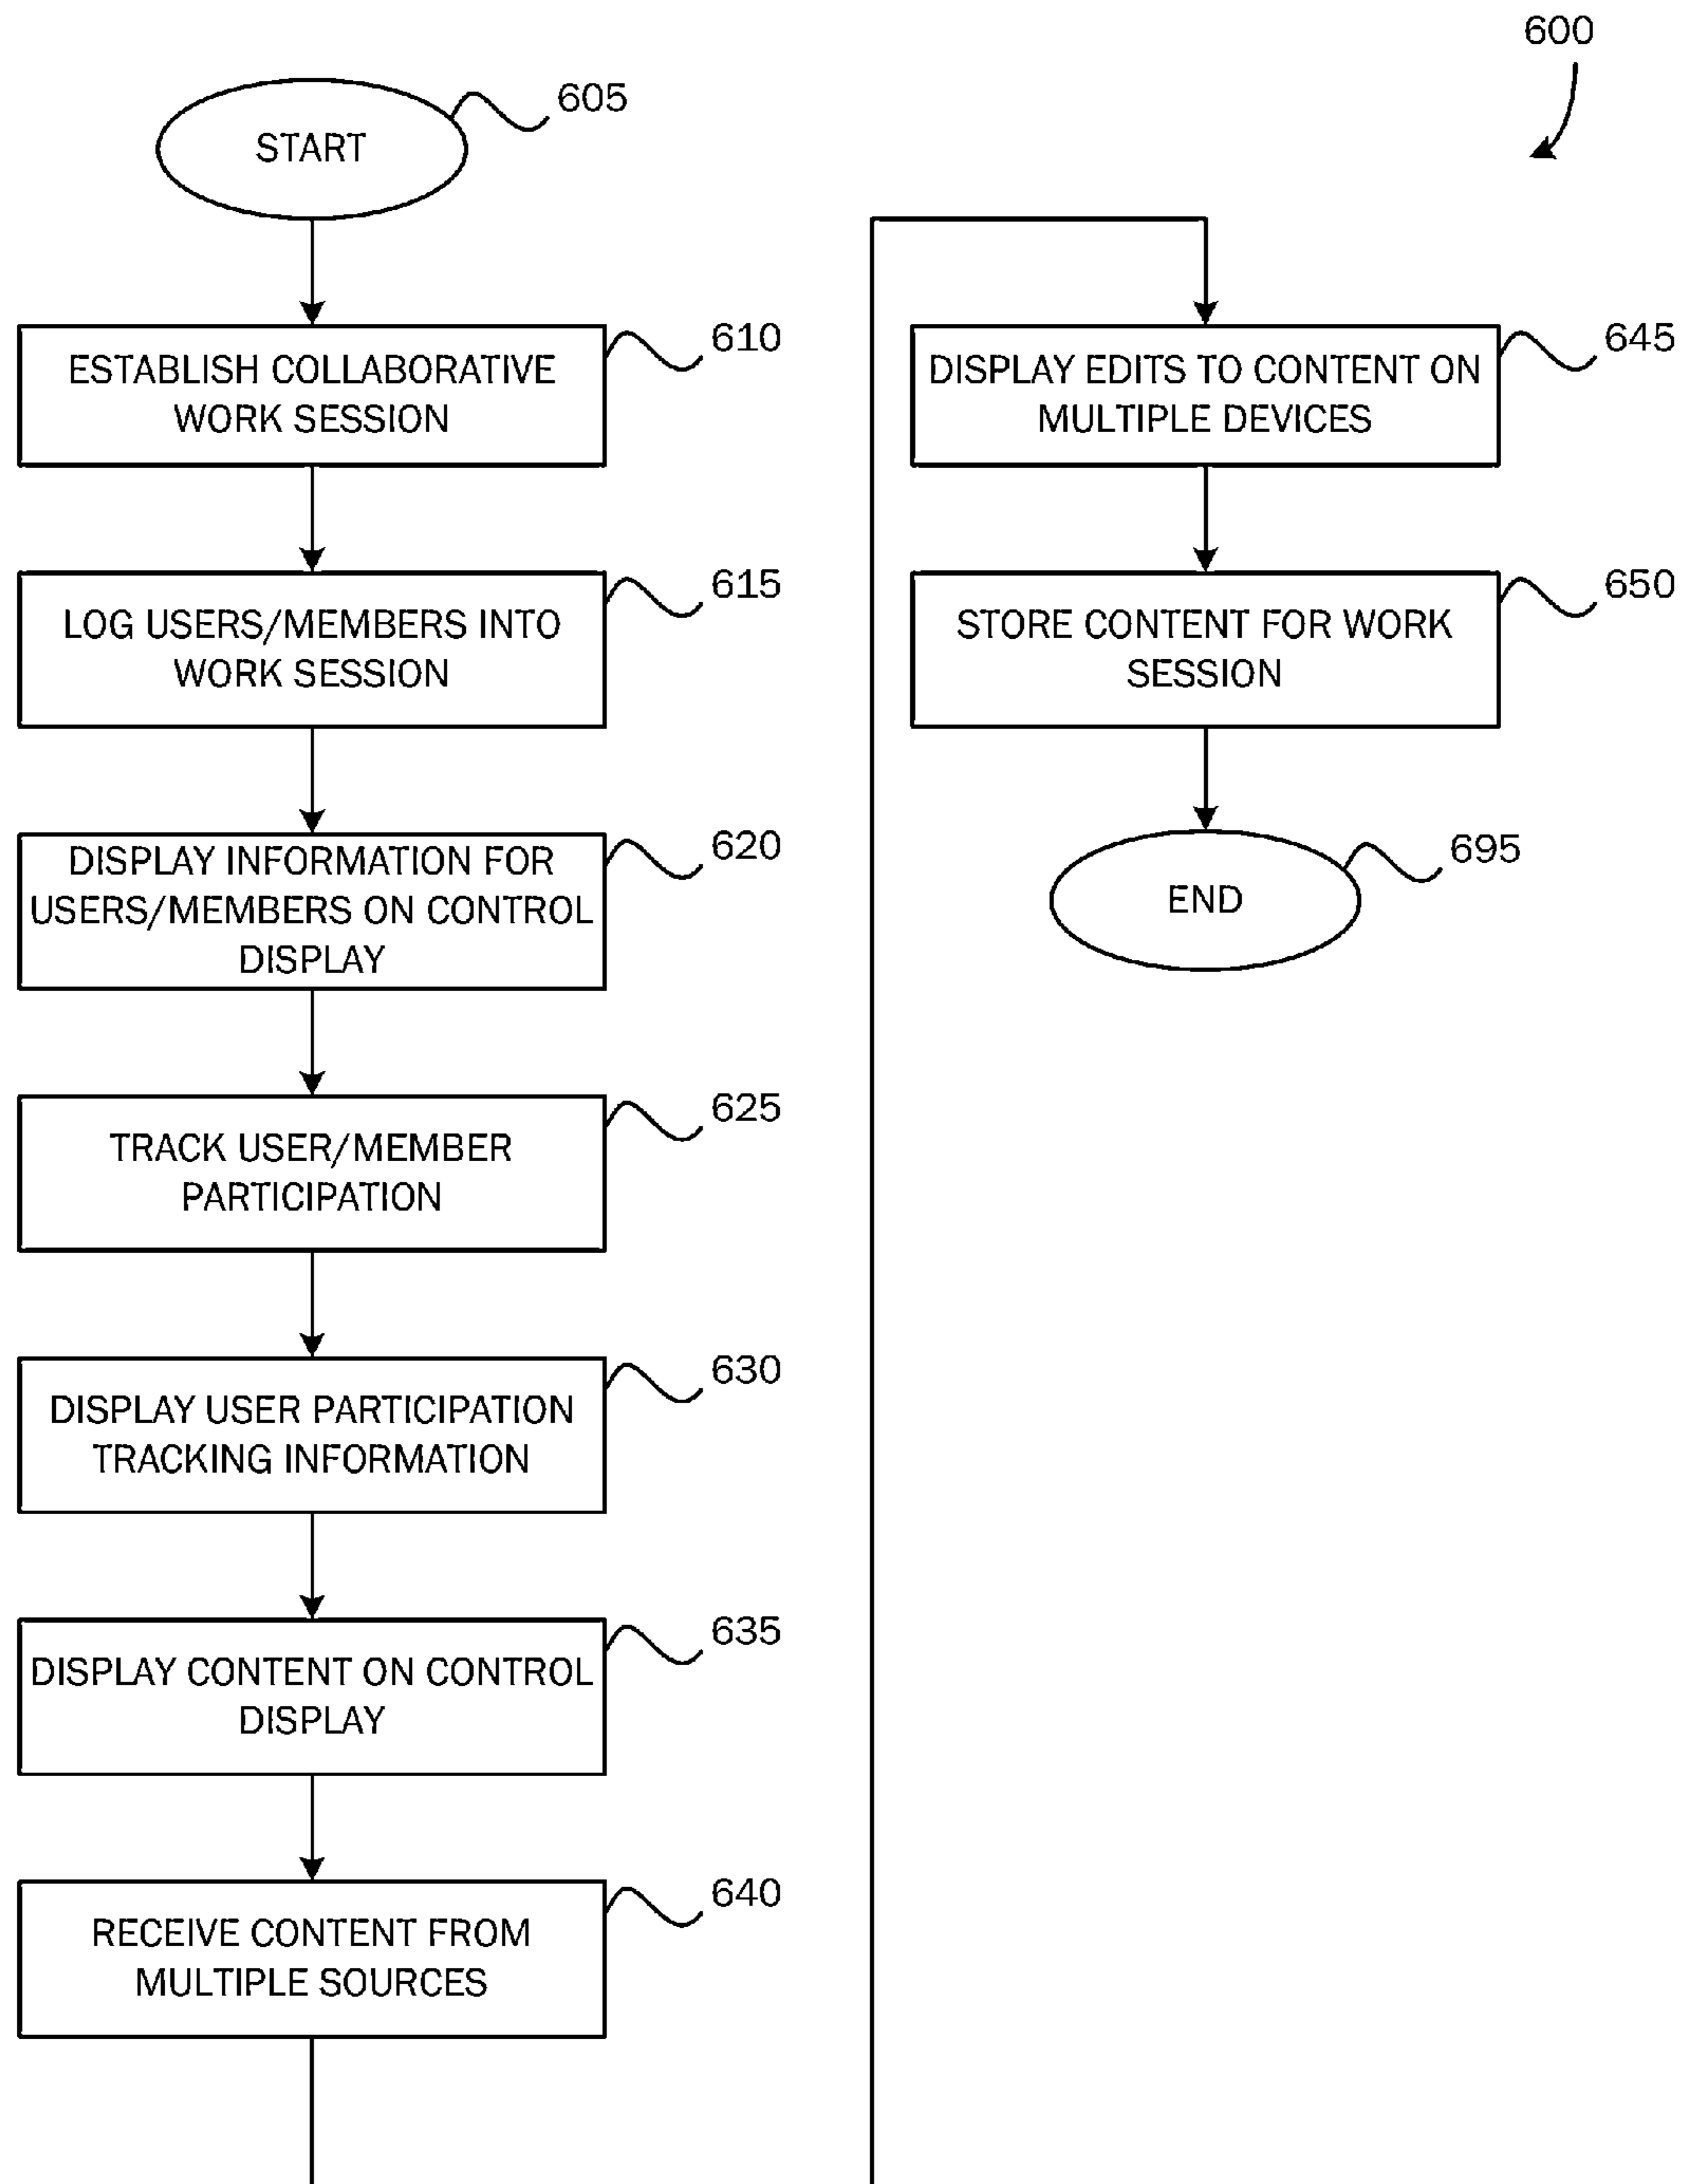 600
START
605
ESTABLISH COLLABORATIVE
WORK SESSION
610
LOG USERS/MEMBERS INTO
WORK SESSION
615
DISPLAY INFORMATION FOR
USERS/MEMBERS ON CONTROL
DISPLAY
620
TRACK USER/MEMBER
PARTICIPATION
625
DISPLAY USER PARTICIPATION
TRACKING INFORMATION
630
DISPLAY CONTENT ON CONTROL
DISPLAY
635
RECEIVE CONTENT FROM
MULTIPLE SOURCES
640
DISPLAY EDITS TO CONTENT ON
MULTIPLE DEVICES
645
STORE CONTENT FOR WORK
SESSION
650
END
695